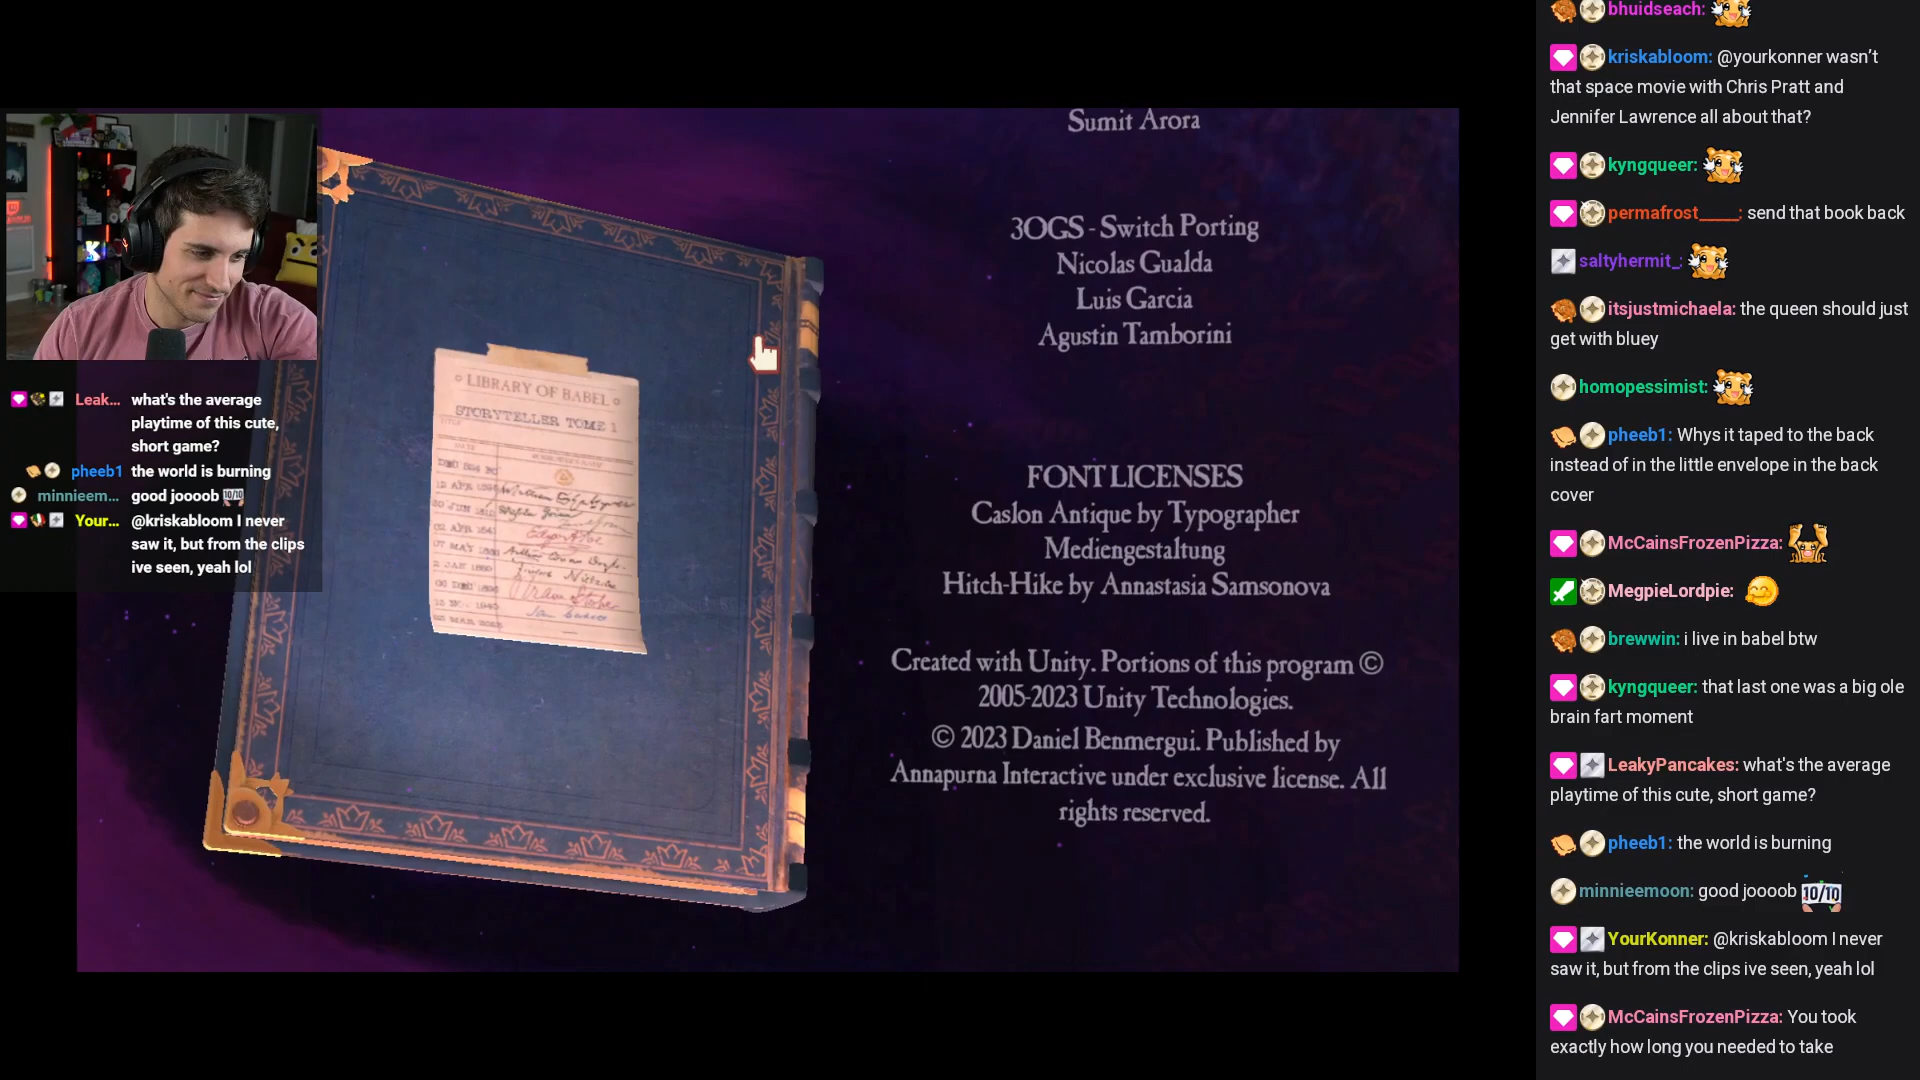 Sumit Arora
3OGS - Switch Porting
Nicolas Gualda
Luis Garcia
Agustin Tamborini
FONT LICENSES
Caslon Antique by Typographer
Mediengestaltung
Hitch-Hike by Annastasia Samsonova
Created with Unity. Portions of this program ©
2005-2023 Unity Technologies.
© 2023 Daniel Benmergui. Published by
Annapurna Interactive under exclusive license. All
rights reserved.
LIBRARY OF BABEL
STORYTELLER TOME 1
TITLE
DATE
Leak... what's the average
playtime of this cute,
short game?
pheeb1 the world is burning
minnieem... good joooob 10/10
Your... @kriskabloom I never
saw it, but from the clips
ive seen, yeah lol
bhuidseach:
kriskabloom: @yourkonner wasn't
that space movie with Chris Pratt and
Jennifer Lawrence all about that?
kyngqueer:
permafrost_____: send that book back
saltyhermit_:
itsjustmichaela: the queen should just
get with bluey
homopessimist:
pheeb1: Whys it taped to the back
instead of in the little envelope in the back
cover
McCainsFrozenPizza:
MegpieLordpie:
brewwin: i live in babel btw
kyngqueer: that last one was a big ole
brain fart moment
LeakyPancakes: what's the average
playtime of this cute, short game?
pheeb1: the world is burning
minnieemoon: good joooob 10/10
YourKonner: @kriskabloom I never
saw it, but from the clips ive seen, yeah lol
McCainsFrozenPizza: You took
exactly how long you needed to take